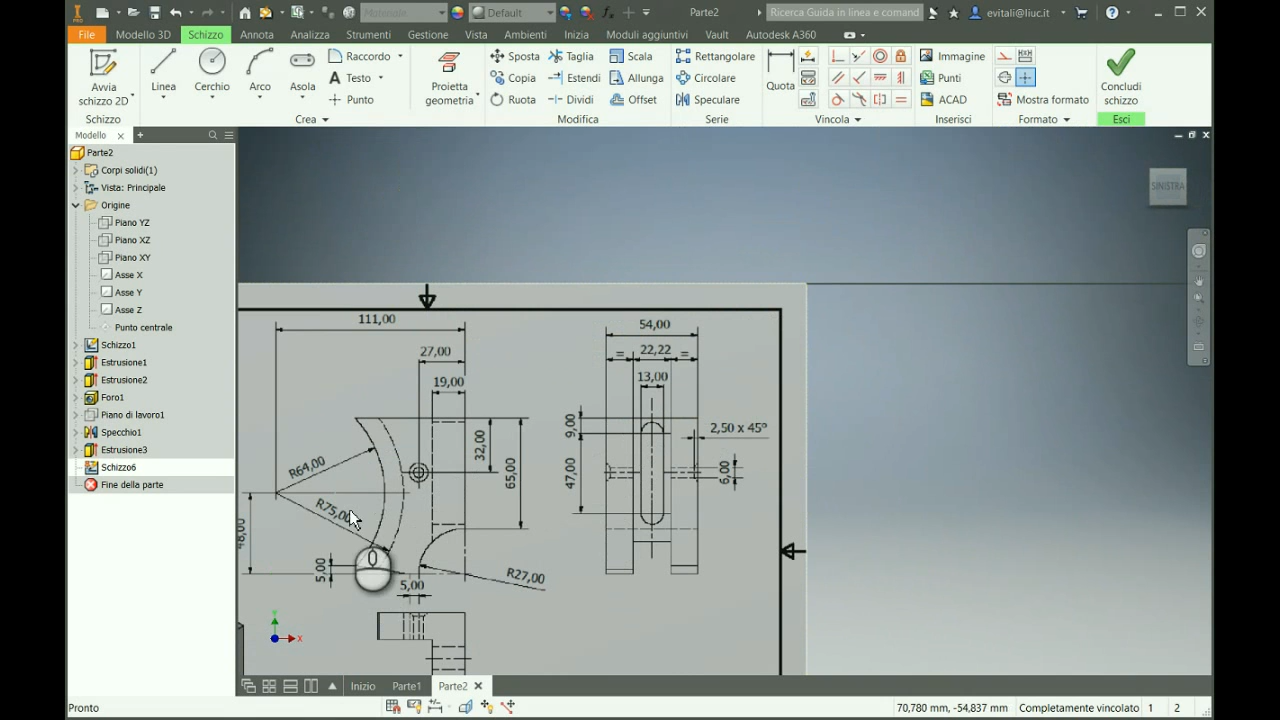 PRO
Materiale
Default
fx
Parte2
Ricerca Guida in linea e comand
evitali@liuc.it
?
File
Modello 3D
Schizzo
Annota
Analizza
Strumenti
Gestione
Vista
Ambienti
Inizia
Moduli aggiuntivi
Vault
Autodesk A360
Avvia
schizzo 2D
Linea
Cerchio
Arco
Asola
Raccordo
A Testo
Punto
Proietta
geometria
Sposta
Copia
Ruota
Taglia
Estendi
Dividi
Scala
Allunga
Offset
Rettangolare
Circolare
Speculare
Quota
Immagine
Punti
ACAD
Mostra formato
Concludi
schizzo
Schizzo
Crea
Modifica
Serie
Vincola
Inserisci
Formato
Esci
Modello
Parte2
Corpi solidi(1)
Vista: Principale
Origine
Piano YZ
Piano XZ
Piano XY
Asse X
Asse Y
Asse Z
Punto centrale
Schizzo1
Estrusione1
Estrusione2
Foro1
Piano di lavoro1
Specchio1
Estrusione3
Schizzo6
Fine della parte
SINISTRA
111,00
27,00
19,00
32,00
65,00
R64,00
R75,00
48,00
5,00
5,00
R27,00
54,00
=
22,22
=
13,00
9,00
47,00
2,50 x 45°
6,00
Y
X
Inizio
Parte1
Parte2
Pronto
70,780 mm, -54,837 mm
Completamente vincolato
1
2